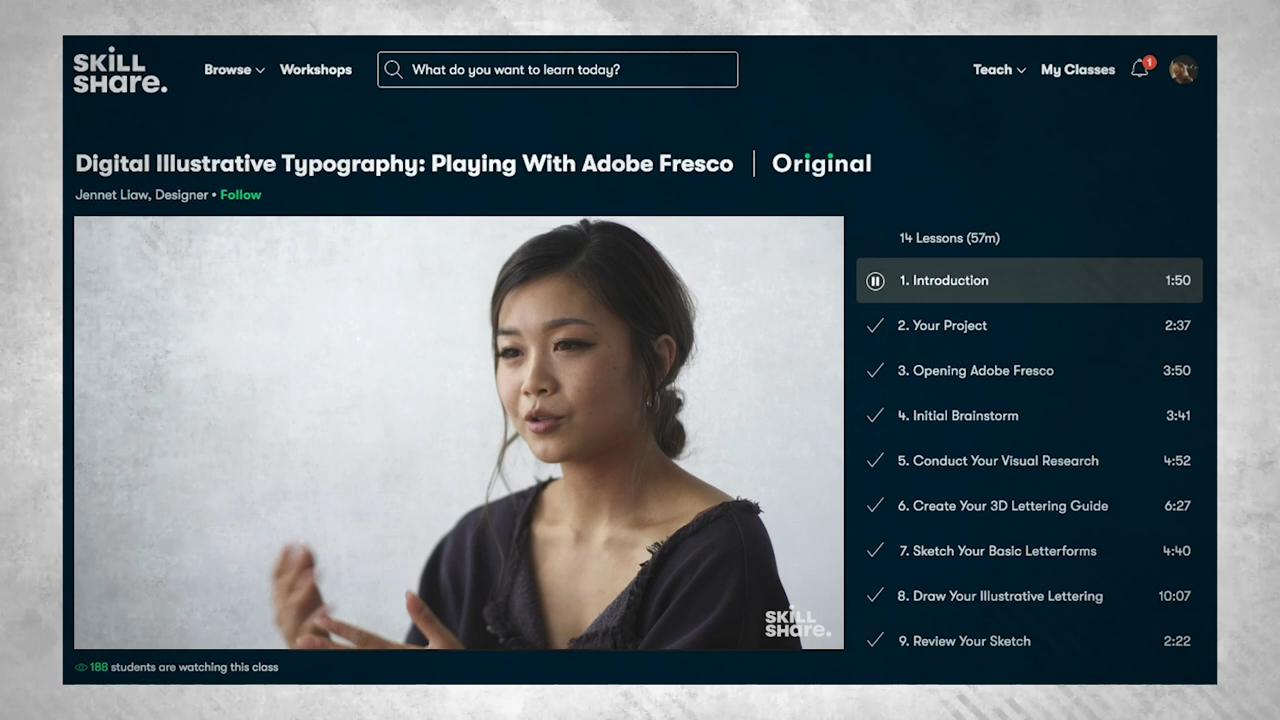 SKILL
SHare.
Browse
Workshops
What do you want to learn today?
Teach
My Classes
1
Digital Illustrative Typography: Playing With Adobe Fresco | Original
Jennet Liaw, Designer • Follow
14 Lessons (57m)
1. Introduction 1:50
2. Your Project 2:37
3. Opening Adobe Fresco 3:50
4. Initial Brainstorm 3:41
5. Conduct Your Visual Research 4:52
6. Create Your 3D Lettering Guide 6:27
7. Sketch Your Basic Letterforms 4:40
8. Draw Your Illustrative Lettering 10:07
9. Review Your Sketch 2:22
SKILL
SHare.
188 students are watching this class